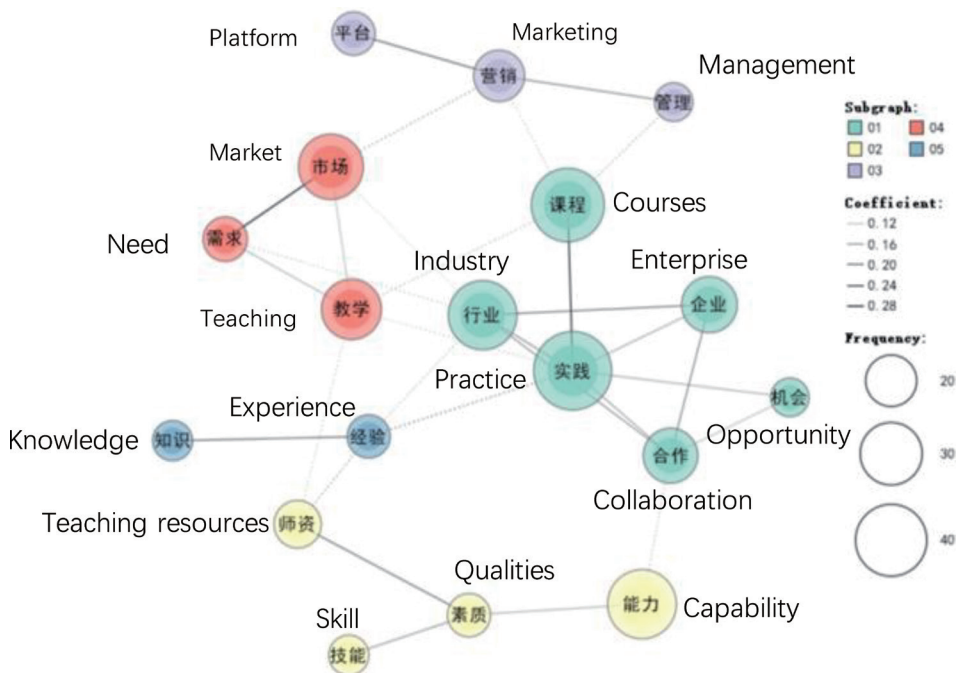 Platform
平台
Marketing
营销
Management
管理
Market
市场
课程
Courses
Need
需求
Industry
Enterprise
Teaching
教学
行业
企业
Practice
实践
机会
Opportunity
Experience
Knowledge
知识
经验
合作
Collaboration
Teaching resources
师资
Qualities
素质
能力
Capability
Skill
技能
Subgraph:
01
04
02
05
03
Coefficient:
0.12
0.16
0.20
0.24
0.28
Frequency:
20
30
40